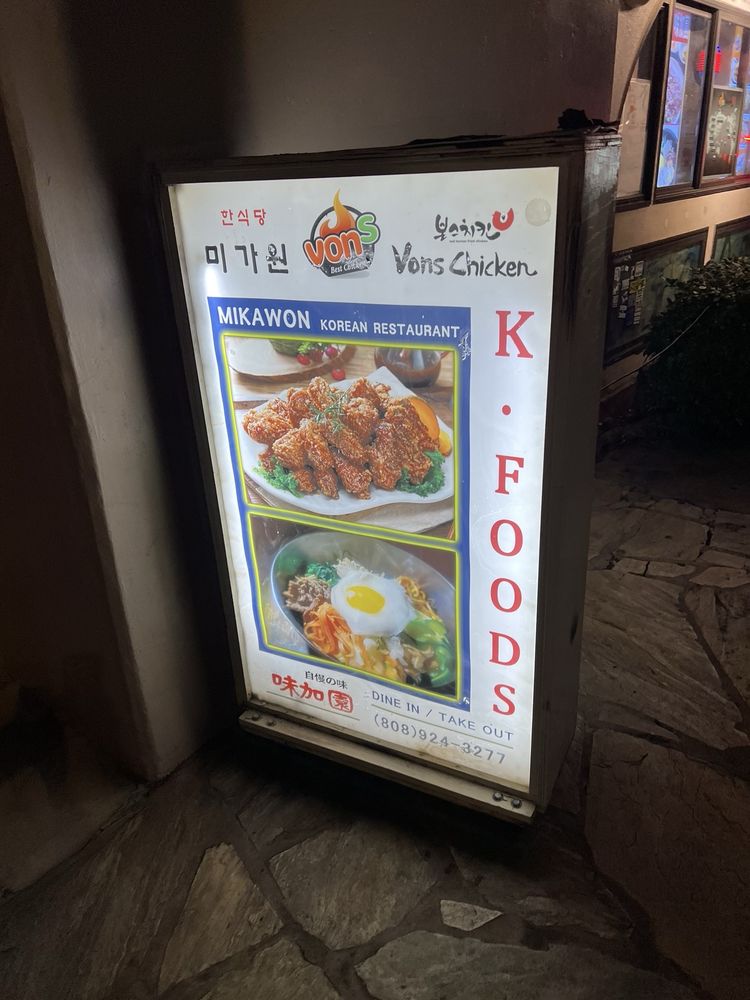 한식당
미가원
vons
Best Chicken
본스치킨
Vons Chicken
MIKAWON KOREAN RESTAURANT
K・FOODS
自慢の味
味加園
DINE IN / TAKE OUT
(808)924-3277